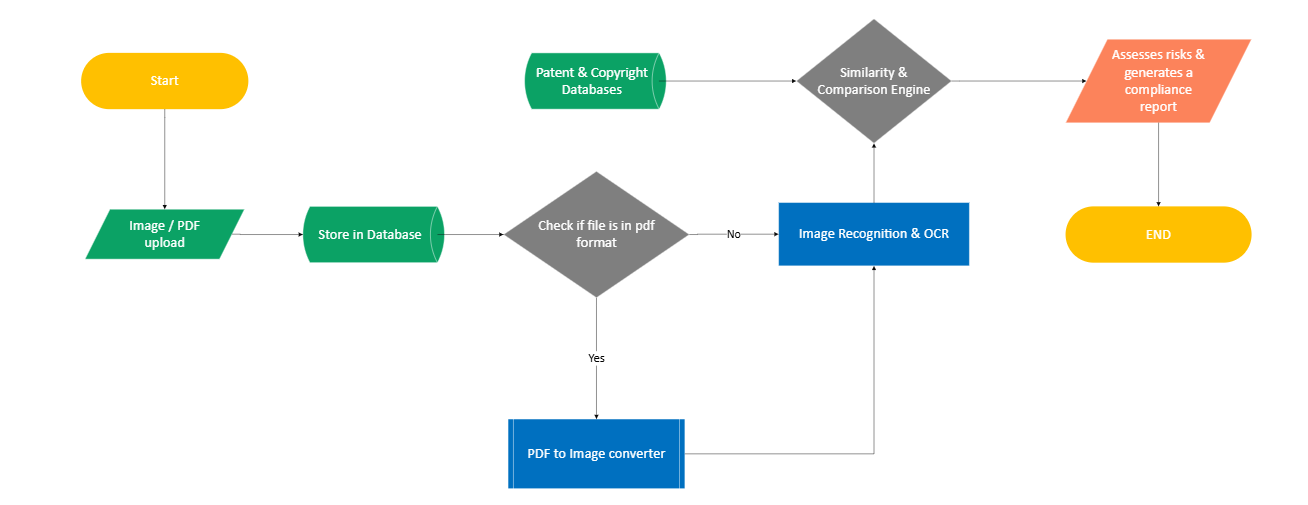 Start
Patent & Copyright
Databases
Similarity &
Comparison Engine
Assesses risks &
generates a
compliance
report
Image / PDF
upload
Store in Database
Check if file is in pdf
format
No
Image Recognition & OCR
END
Yes
PDF to Image converter